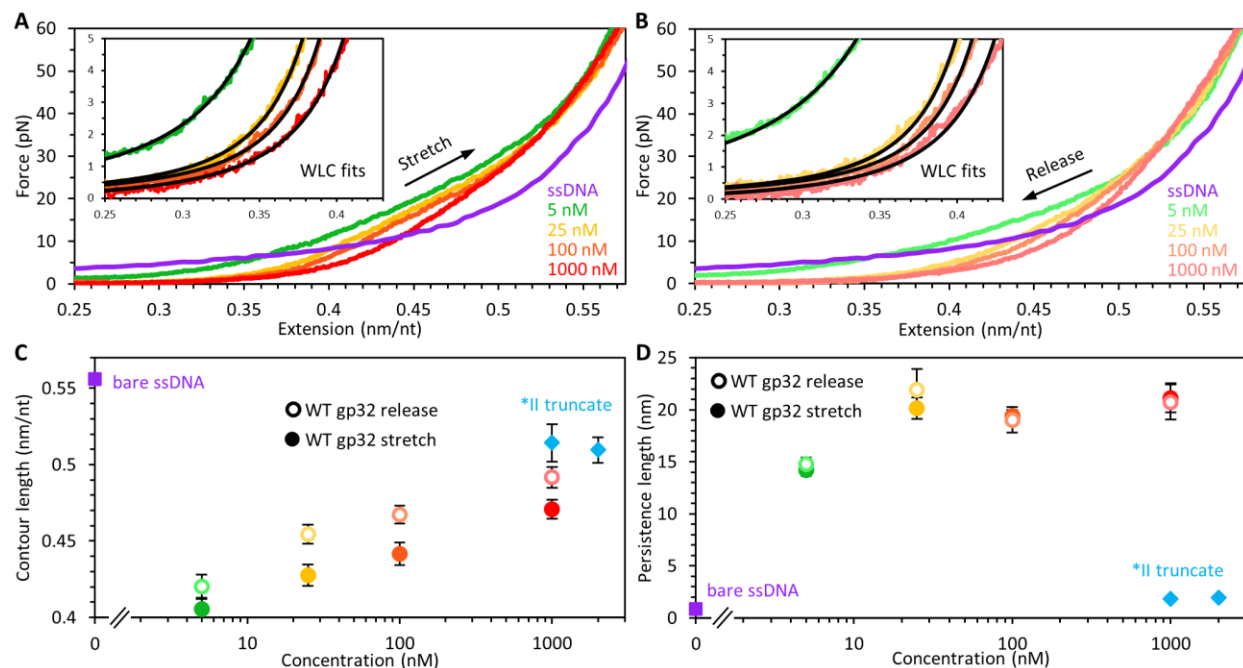 A
60
50
40
30
20
10
0
Force (pN)
5
4
3
2
1
0
0.25
0.3
0.35
0.4
WLC fits
Stretch
ssDNA
5 nM
25 nM
100 nM
1000 nM
0.25
0.3
0.35
0.4
0.45
0.5
0.55
Extension (nm/nt)
B
60
50
40
30
20
10
0
Force (pN)
5
4
3
2
1
0
0.25
0.3
0.35
0.4
WLC fits
Release
ssDNA
5 nM
25 nM
100 nM
1000 nM
0.25
0.3
0.35
0.4
0.45
0.5
0.55
Extension (nm/nt)
C
0.55
0.5
0.45
0.4
Contour length (nm/nt)
bare ssDNA
WT gp32 release
WT gp32 stretch
*II truncate
0
10
100
1000
Concentration (nM)
D
25
20
15
10
5
0
Persistence length (nm)
WT gp32 release
WT gp32 stretch
*II truncate
bare ssDNA
0
10
100
1000
Concentration (nM)